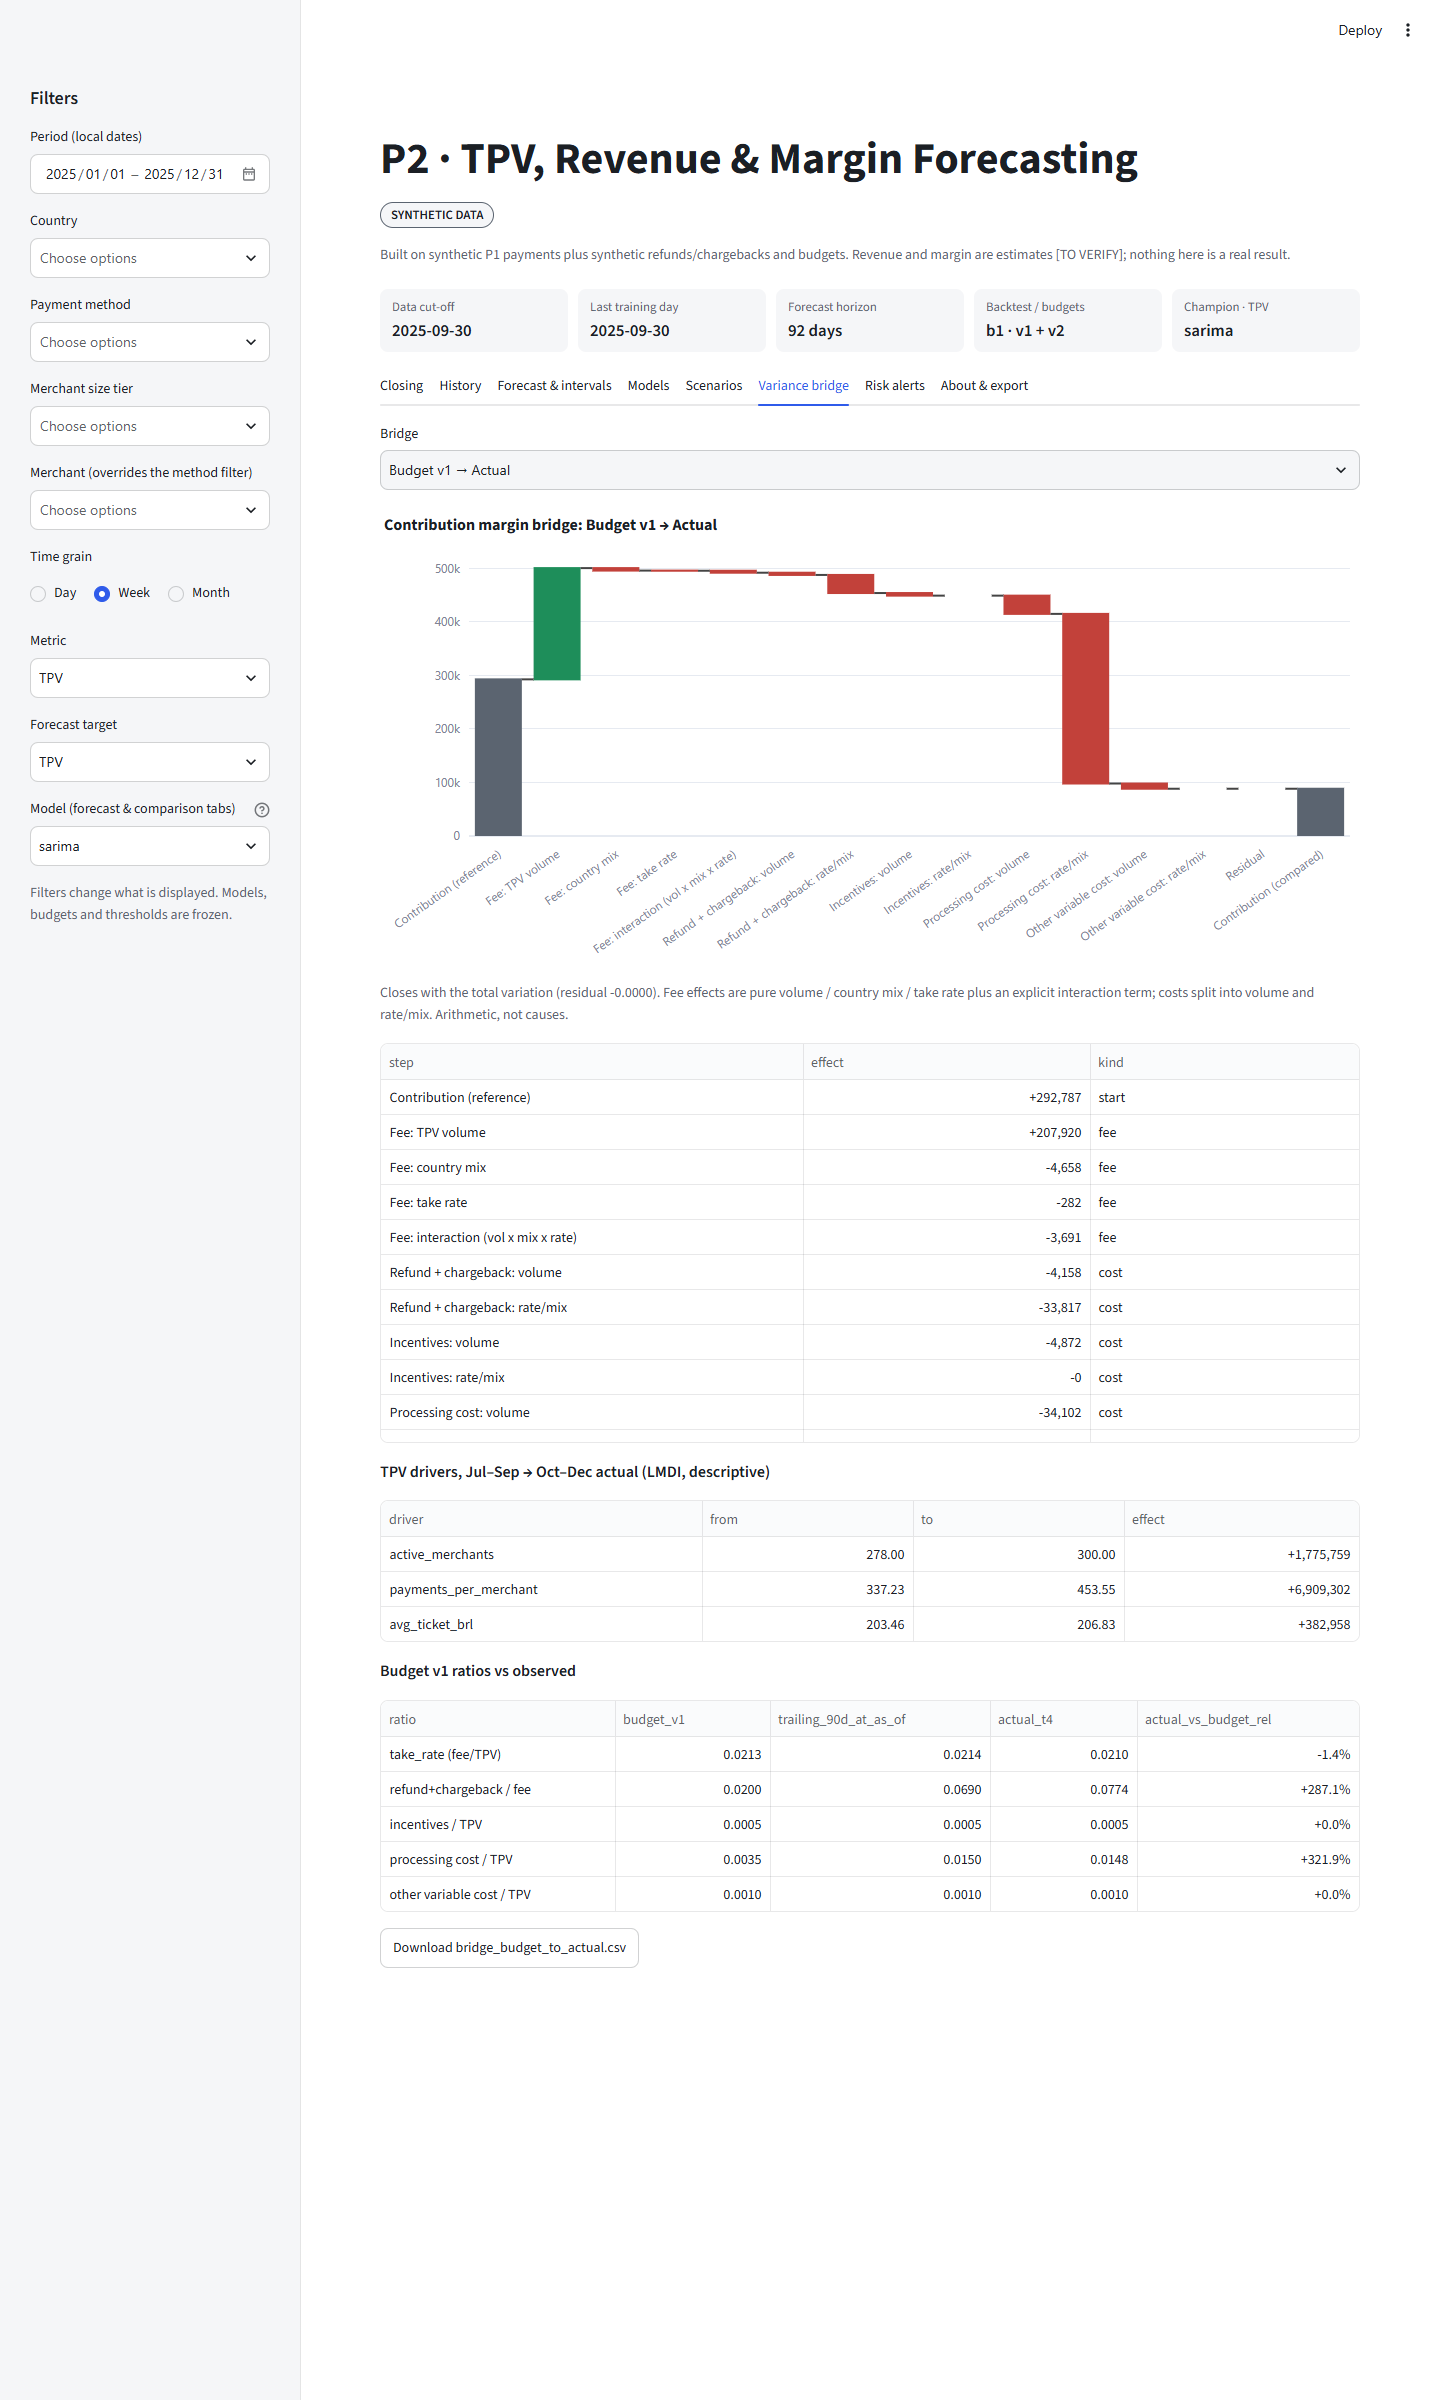 Deploy
Filters
Period (local dates)
2025/01/01 – 2025/12/31
Country
Choose options
Payment method
Choose options
Merchant size tier
Choose options
Merchant (overrides the method filter)
Choose options
Time grain
Day Week Month
Metric
TPV
Forecast target
TPV
Model (forecast & comparison tabs)
sarima
Filters change what is displayed. Models,
budgets and thresholds are frozen.
P2 · TPV, Revenue & Margin Forecasting
SYNTHETIC DATA
Built on synthetic P1 payments plus synthetic refunds/chargebacks and budgets. Revenue and margin are estimates [TO VERIFY]; nothing here is a real result.
Data cut-off
2025-09-30
Last training day
2025-09-30
Forecast horizon
92 days
Backtest / budgets
b1 · v1 + v2
Champion · TPV
sarima
Closing History Forecast & intervals Models Scenarios Variance bridge Risk alerts About & export
Bridge
Budget v1 → Actual
Contribution margin bridge: Budget v1 → Actual
500k
400k
300k
200k
100k
0
Contribution (reference)
Fee: TPV volume
Fee: country mix
Fee: take rate
Fee: interaction (vol x mix x rate)
Refund + chargeback: volume
Refund + chargeback: rate/mix
Incentives: volume
Incentives: rate/mix
Processing cost: volume
Processing cost: rate/mix
Other variable cost: volume
Other variable cost: rate/mix
Residual
Contribution (compared)
Closes with the total variation (residual -0.0000). Fee effects are pure volume / country mix / take rate plus an explicit interaction term; costs split into volume and
rate/mix. Arithmetic, not causes.
step effect kind
Contribution (reference) +292,787 start
Fee: TPV volume +207,920 fee
Fee: country mix -4,658 fee
Fee: take rate -282 fee
Fee: interaction (vol x mix x rate) -3,691 fee
Refund + chargeback: volume -4,158 cost
Refund + chargeback: rate/mix -33,817 cost
Incentives: volume -4,872 cost
Incentives: rate/mix -0 cost
Processing cost: volume -34,102 cost
TPV drivers, Jul–Sep → Oct–Dec actual (LMDI, descriptive)
driver from to effect
active_merchants 278.00 300.00 +1,775,759
payments_per_merchant 337.23 453.55 +6,909,302
avg_ticket_brl 203.46 206.83 +382,958
Budget v1 ratios vs observed
ratio budget_v1 trailing_90d_at_as_of actual_t4 actual_vs_budget_rel
take_rate (fee/TPV) 0.0213 0.0214 0.0210 -1.4%
refund+chargeback / fee 0.0200 0.0690 0.0774 +287.1%
incentives / TPV 0.0005 0.0005 0.0005 +0.0%
processing cost / TPV 0.0035 0.0150 0.0148 +321.9%
other variable cost / TPV 0.0010 0.0010 0.0010 +0.0%
Download bridge_budget_to_actual.csv